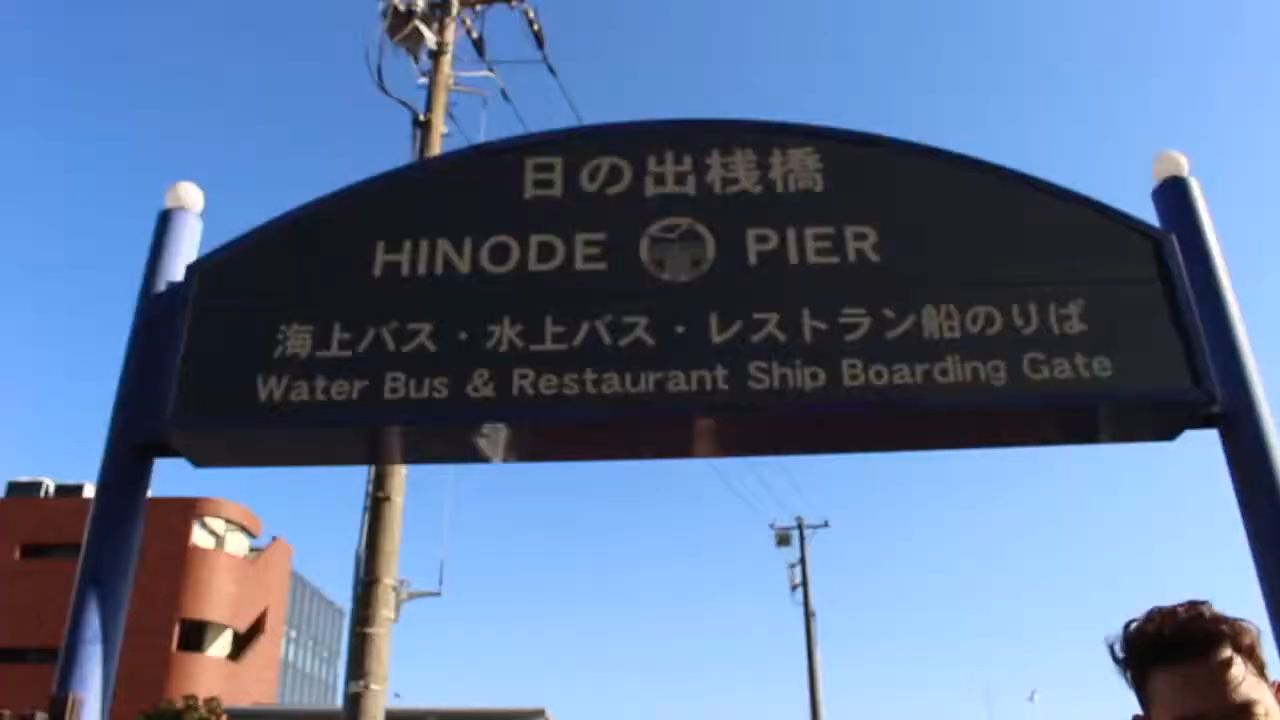 日の出桟橋
HINODE PIER
海上バス・水上バス・レストラン船のりば
Water Bus & Restaurant Ship Boarding Gate